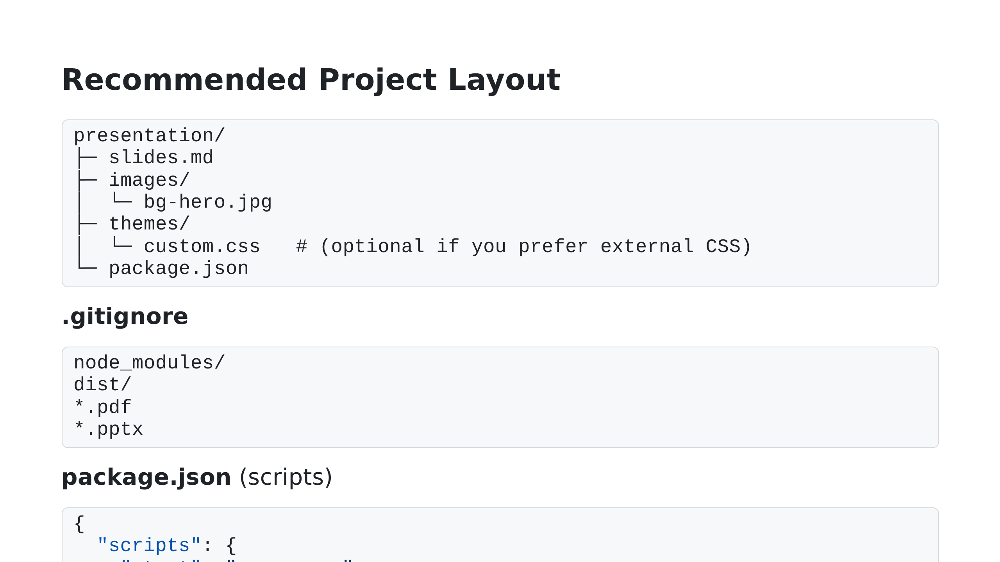 Recommended Project Layout
presentation/
├─ slides.md
├─ images/
│  └─ bg-hero.jpg
├─ themes/
│  └─ custom.css   # (optional if you prefer external CSS)
└─ package.json
.gitignore
node_modules/
dist/
*.pdf
*.pptx
package.json (scripts)
{
  "scripts": {